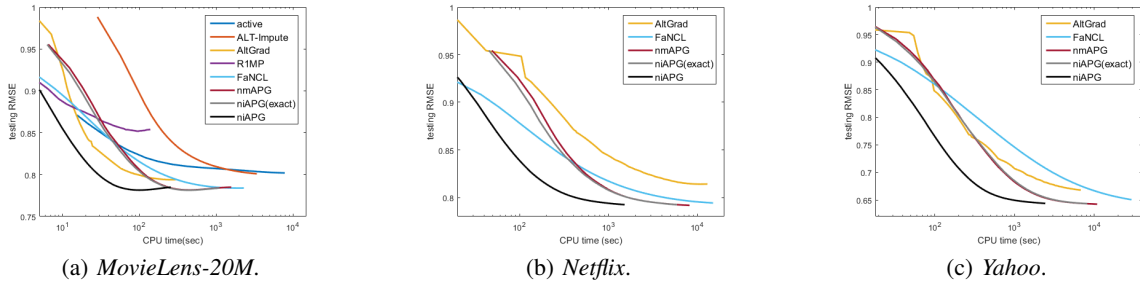 testing RMSE
1
0.95
0.9
0.85
0.8
0.75
10^1
10^2
10^3
10^4
CPU time(sec)
active
ALT-Impute
AltGrad
R1MP
FaNCL
nmAPG
niAPG(exact)
niAPG
(a) MovieLens-20M.
testing RMSE
1
0.95
0.9
0.85
0.8
10^2
10^3
10^4
CPU time (sec)
AltGrad
FaNCL
nmAPG
niAPG(exact)
niAPG
(b) Netflix.
testing RMSE
1
0.95
0.9
0.85
0.8
0.75
0.7
0.65
10^2
10^3
10^4
CPU time (sec)
AltGrad
FaNCL
nmAPG
niAPG(exact)
niAPG
(c) Yahoo.